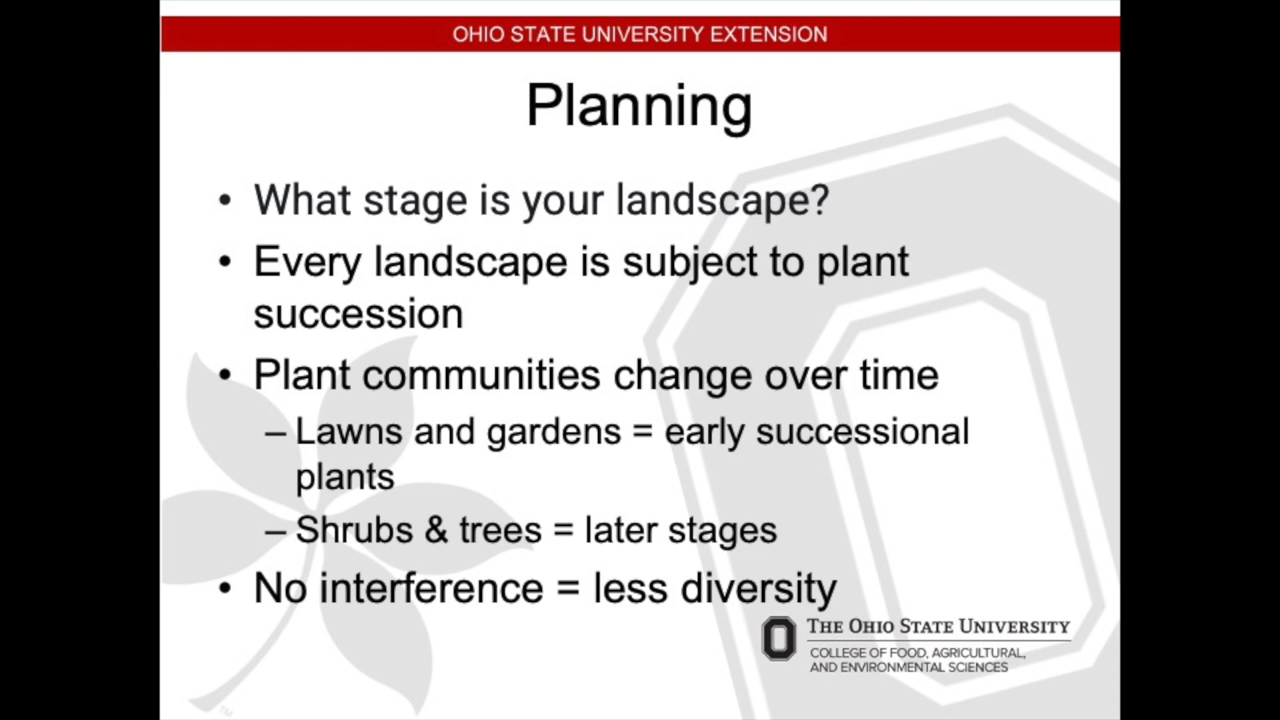 OHIO STATE UNIVERSITY EXTENSION
Planning
• What stage is your landscape?
• Every landscape is subject to plant
succession
• Plant communities change over time
– Lawns and gardens = early successional
plants
– Shrubs & trees = later stages
• No interference = less diversity
THE OHIO STATE UNIVERSITY
COLLEGE OF FOOD, AGRICULTURAL,
AND ENVIRONMENTAL SCIENCES
TM